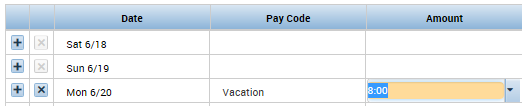 Date Pay Code Amount
Sat 6/18
Sun 6/19
Mon 6/20 Vacation 8:00